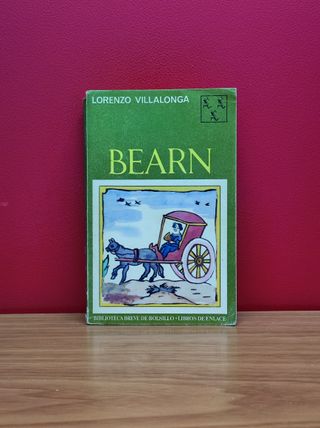 LORENZO VILLALONGA
BEARN
BIBLIOTECA BREVE DE BOLSILLO • LIBROS DE ENLACE